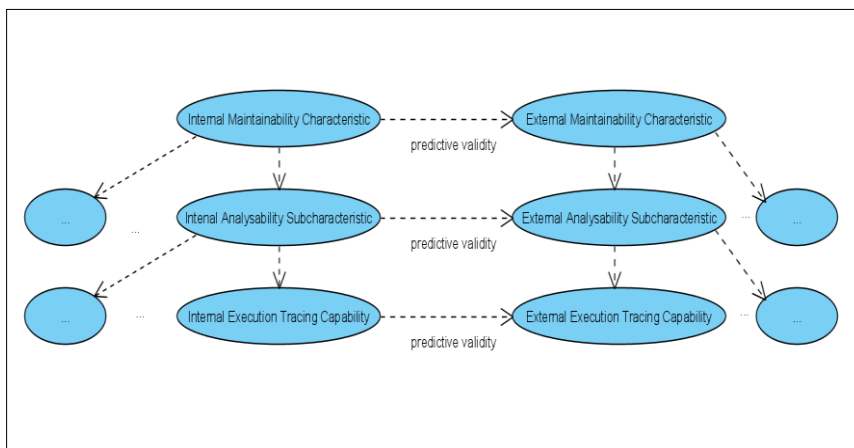 Internal Maintainability Characteristic
External Maintainability Characteristic
predictive validity
...
...
Intenal Analysability Subcharacteristic
External Analysability Subcharacteristic
...
...
predictive validity
...
...
Internal Execution Tracing Capability
External Execution Tracing Capability
...
...
predictive validity